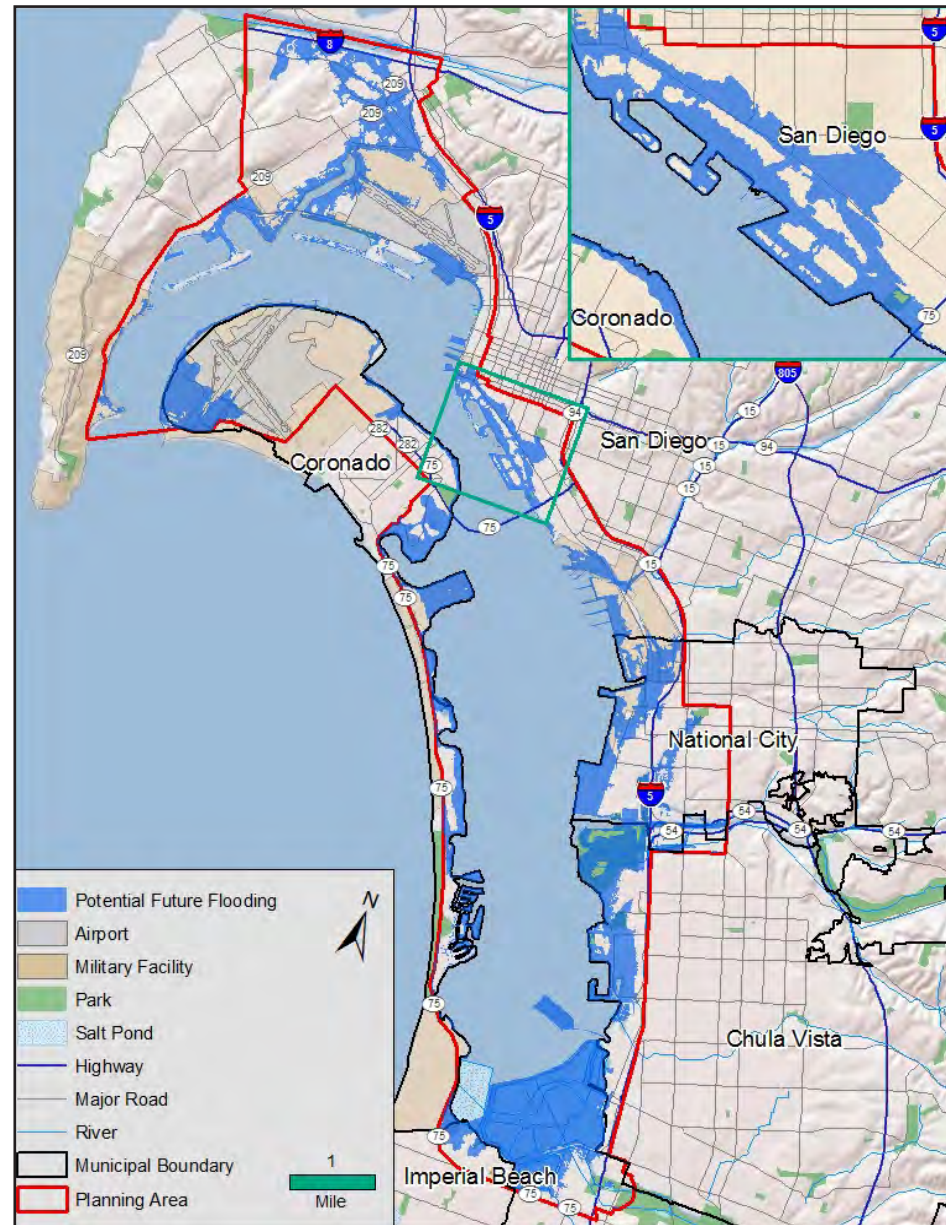 8
209
209
209
5
209
282
282
Coronado
75
94
San Diego
15
94
15
15
805
75
15
75
75
National City
75
5
54
54
54
54
75
Chula Vista
75
Imperial Beach
75
75
5
San Diego
5
Coronado
75
N
Potential Future Flooding
Airport
Military Facility
Park
Salt Pond
Highway
Major Road
River
Municipal Boundary
Planning Area
1
Mile